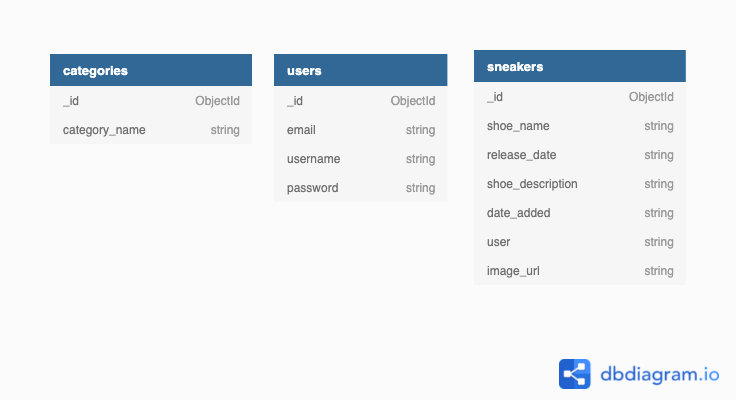 categories
_id ObjectId
category_name string
users
_id ObjectId
email string
username string
password string
sneakers
_id ObjectId
shoe_name string
release_date string
shoe_description string
date_added string
user string
image_url string
dbdiagram.io